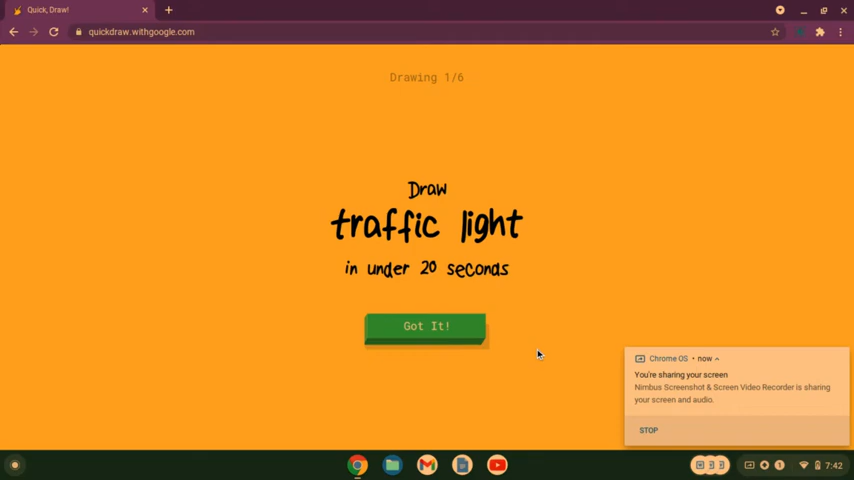 Quick, Draw!
quickdraw.withgoogle.com
Drawing 1/6
Draw
traffic light
in under 20 seconds
Got It!
Chrome OS • now
You're sharing your screen
Nimbus Screenshot & Screen Video Recorder is sharing
your screen and audio.
STOP
7:42